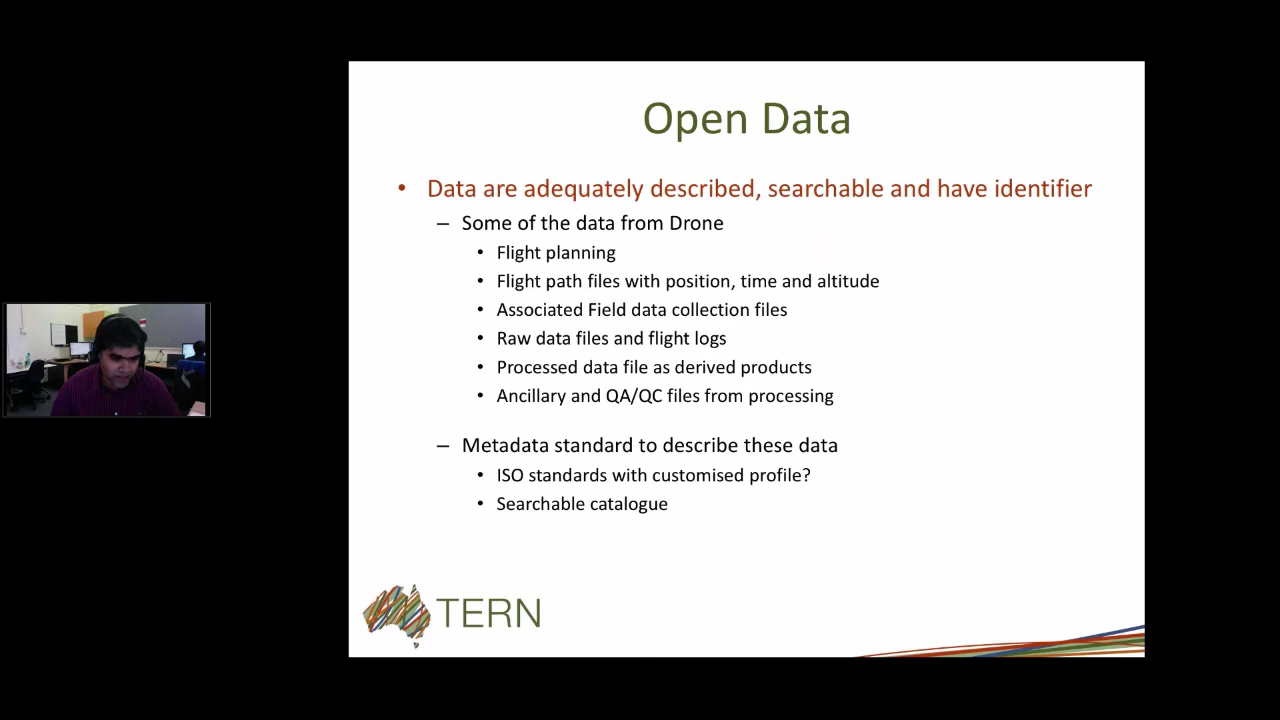 Open Data
• Data are adequately described, searchable and have identifier
– Some of the data from Drone
• Flight planning
• Flight path files with position, time and altitude
• Associated Field data collection files
• Raw data files and flight logs
• Processed data file as derived products
• Ancillary and QA/QC files from processing
– Metadata standard to describe these data
• ISO standards with customised profile?
• Searchable catalogue
TERN